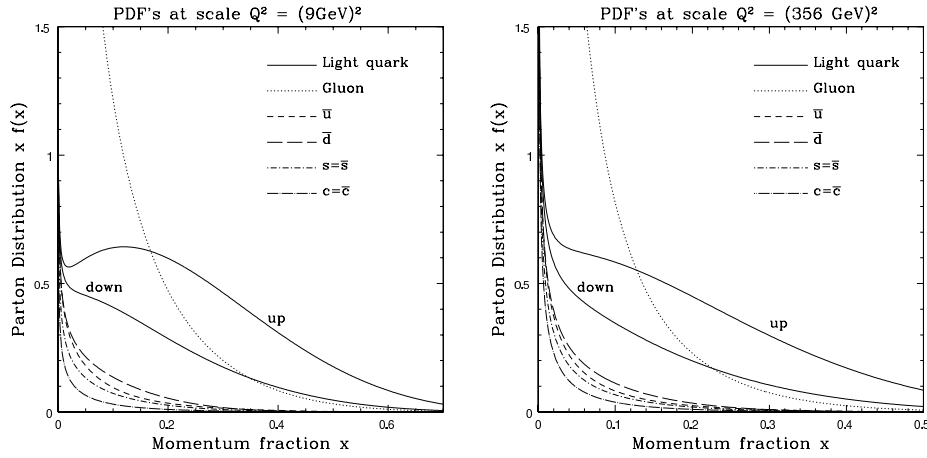 PDF's at scale Q² = (9GeV)²
1.5
1
0.5
0
0
0.2
0.4
0.6
Parton Distribution x f(x)
Momentum fraction x
Light quark
Gluon
u̅
d̅
s=s̅
c=c̅
down
up
PDF's at scale Q² = (356 GeV)²
1.5
1
0.5
0
0
0.1
0.2
0.3
0.4
0.5
Parton Distribution x f(x)
Momentum fraction x
Light quark
Gluon
u̅
d̅
s=s̅
c=c̅
down
up